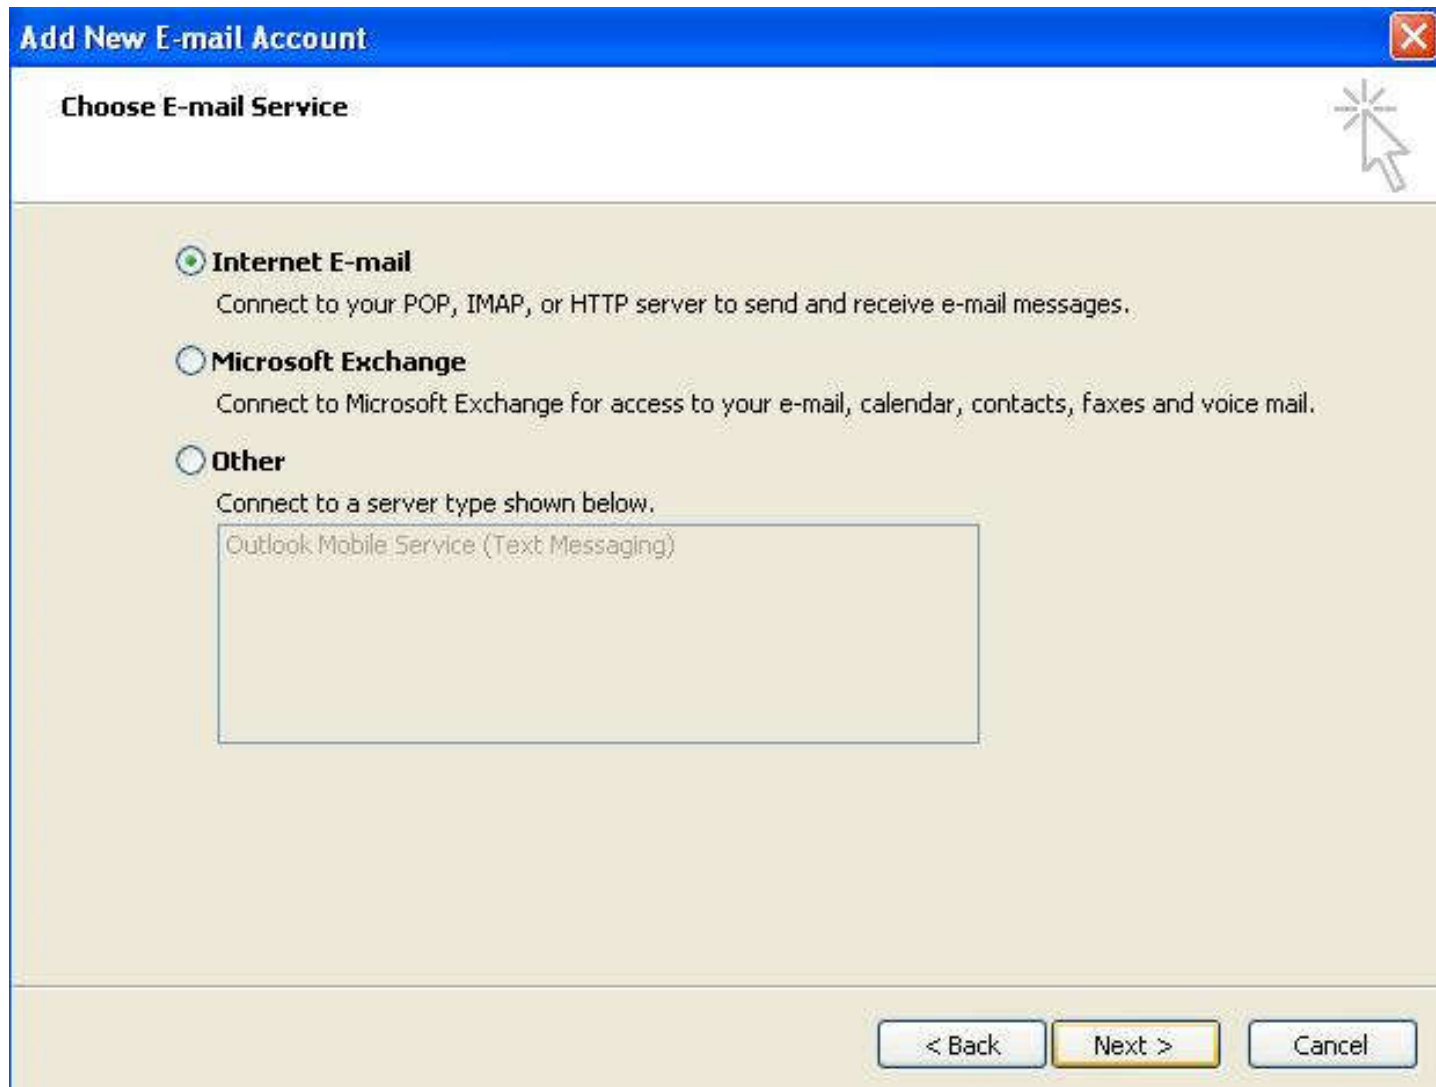 Add New E-mail Account
Choose E-mail Service
Internet E-mail
Connect to your POP, IMAP, or HTTP server to send and receive e-mail messages.
Microsoft Exchange
Connect to Microsoft Exchange for access to your e-mail, calendar, contacts, faxes and voice mail.
Other
Connect to a server type shown below.
Outlook Mobile Service (Text Messaging)
< Back Next > Cancel